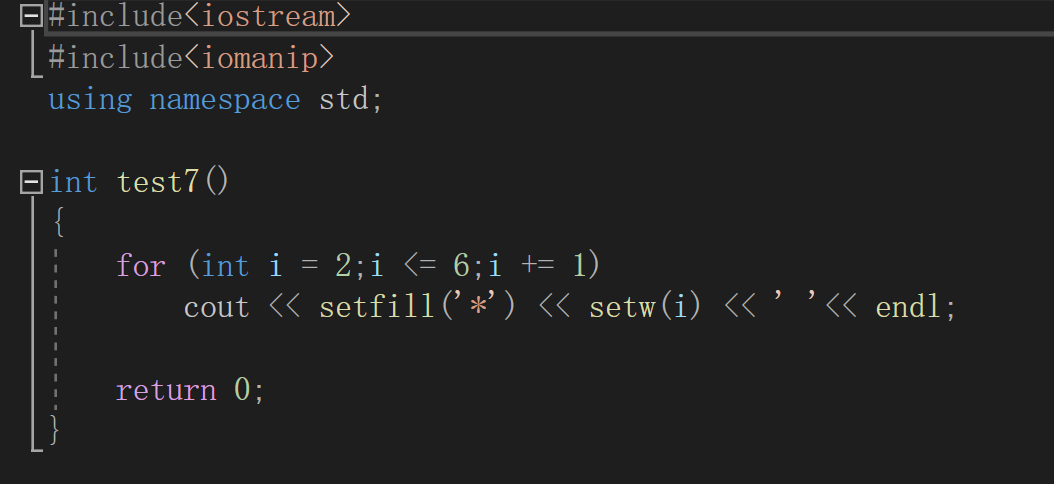 #include<iostream>
#include<iomanip>
using namespace std;
int test7()
{
for (int i = 2;i <= 6;i += 1)
cout << setfill('*') << setw(i) << ' '<< endl;
return 0;
}